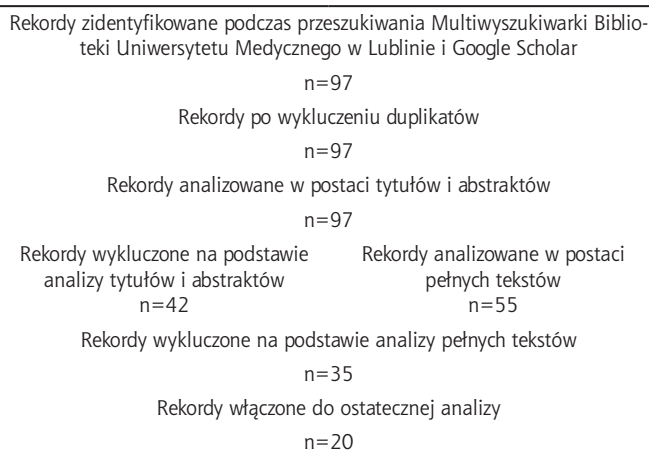 Rekordy zidentyfikowane podczas przeszukiwania Multiwyszukiwarki Biblio-
teki Uniwersytetu Medycznego w Lublinie i Google Scholar
n=97
Rekordy po wykluczeniu duplikatów
n=97
Rekordy analizowane w postaci tytułów i abstraktów
n=97
Rekordy wykluczone na podstawie
analizy tytułów i abstraktów
n=42
Rekordy analizowane w postaci
pełnych tekstów
n=55
Rekordy wykluczone na podstawie analizy pełnych tekstów
n=35
Rekordy włączone do ostatecznej analizy
n=20